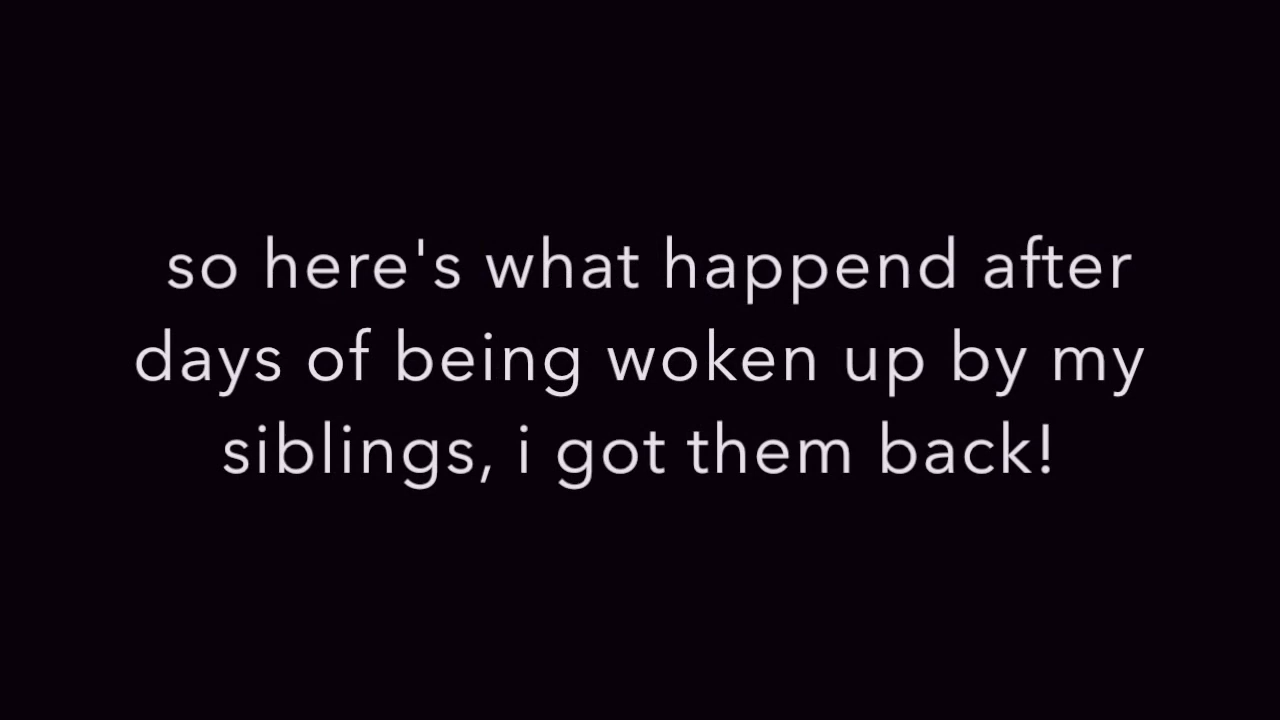 so here's what happend after
days of being woken up by my
siblings, i got them back!